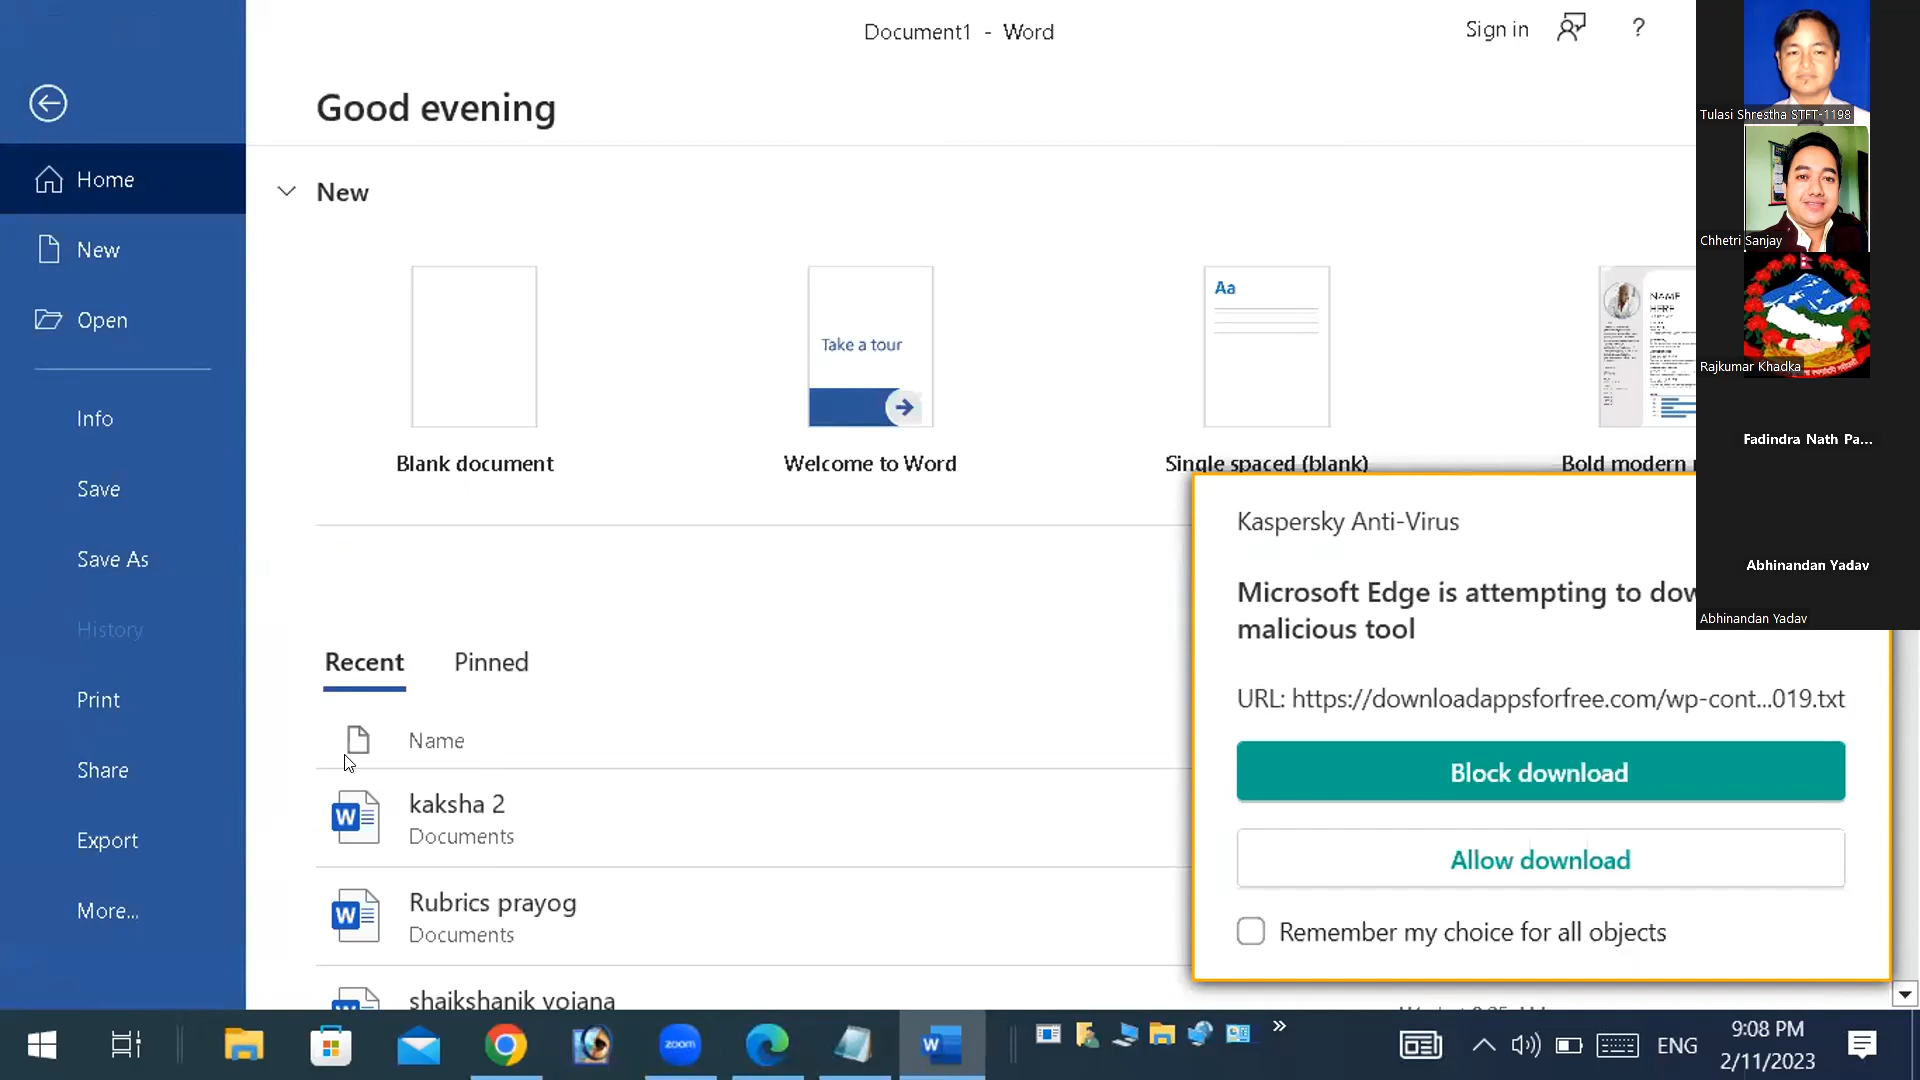 Document1 - Word
Sign in
?
Good evening
Home
New
Open
Info
Save
Save As
History
Print
Share
Export
More...
New
Take a tour
Aa
NAME
HERE
Blank document
Welcome to Word
Single spaced (blank)
Bold modern
Recent
Pinned
Name
kaksha 2
Documents
Rubrics prayog
Documents
shaikshanik yojana
Kaspersky Anti-Virus
Microsoft Edge is attempting to dow
malicious tool
URL: https://downloadappsforfree.com/wp-cont...019.txt
Block download
Allow download
Remember my choice for all objects
Tulasi Shrestha STFT-1198
Chhetri Sanjay
Rajkumar Khadka
Fadindra Nath Pa...
Abhinandan Yadav
Abhinandan Yadav
zoom
W
ENG
9:08 PM
2/11/2023